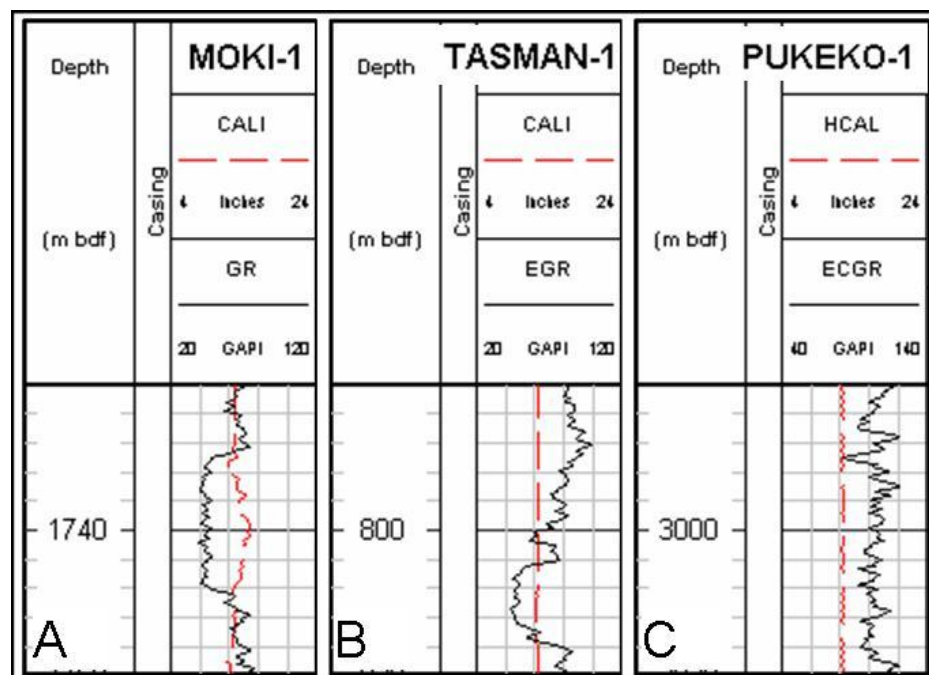 Depth
(m bdf)
Casing
MOKI-1
CALI
4 Inches 24
GR
20 GAPI 120
1740
A
Depth
(m bdf)
Casing
TASMAN-1
CALI
4 Inches 24
EGR
20 GAPI 120
800
B
Depth
(m bdf)
Casing
PUKEKO-1
HCAL
4 Inches 24
ECGR
40 GAPI 140
3000
C